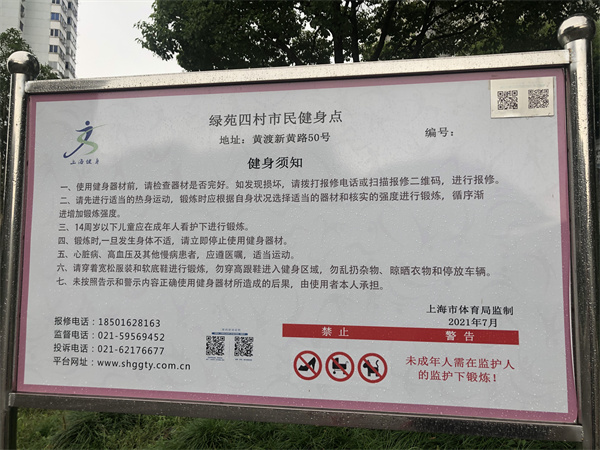 绿苑四村市民健身点
地址：黄渡新黄路50号
编号：
上海健身
健身须知
一、使用健身器材前，请检查器材是否完好。如发现损坏，请拨打报修电话或扫描报修二维码，进行报修。
二、请先进行适当的热身运动，锻炼时应根据自身状况选择适当的器材和核实的强度进行锻炼，循序渐
进增加锻炼强度。
三、14周岁以下儿童应在成年人看护下进行锻炼。
四、锻炼时,一旦发生身体不适，请立即停止使用健身器材。
五、心脏病、高血压及其他慢病患者，应遵医嘱，适当运动。
六、请穿着宽松服装和软底鞋进行锻炼，勿穿高跟鞋进入健身区域，勿乱扔杂物、晾晒衣物和停放车辆。
七、未按照告示和警示内容正确使用健身器材所造成的后果，由使用者本人承担。
上海市体育局监制
2021年7月
报修电话：18501628163
监督电话：021-59569452
投诉电话：021-62176677
平台网址：www.shggty.com.cn
禁止
警告
未成年人需在监护人
的监护下锻炼！